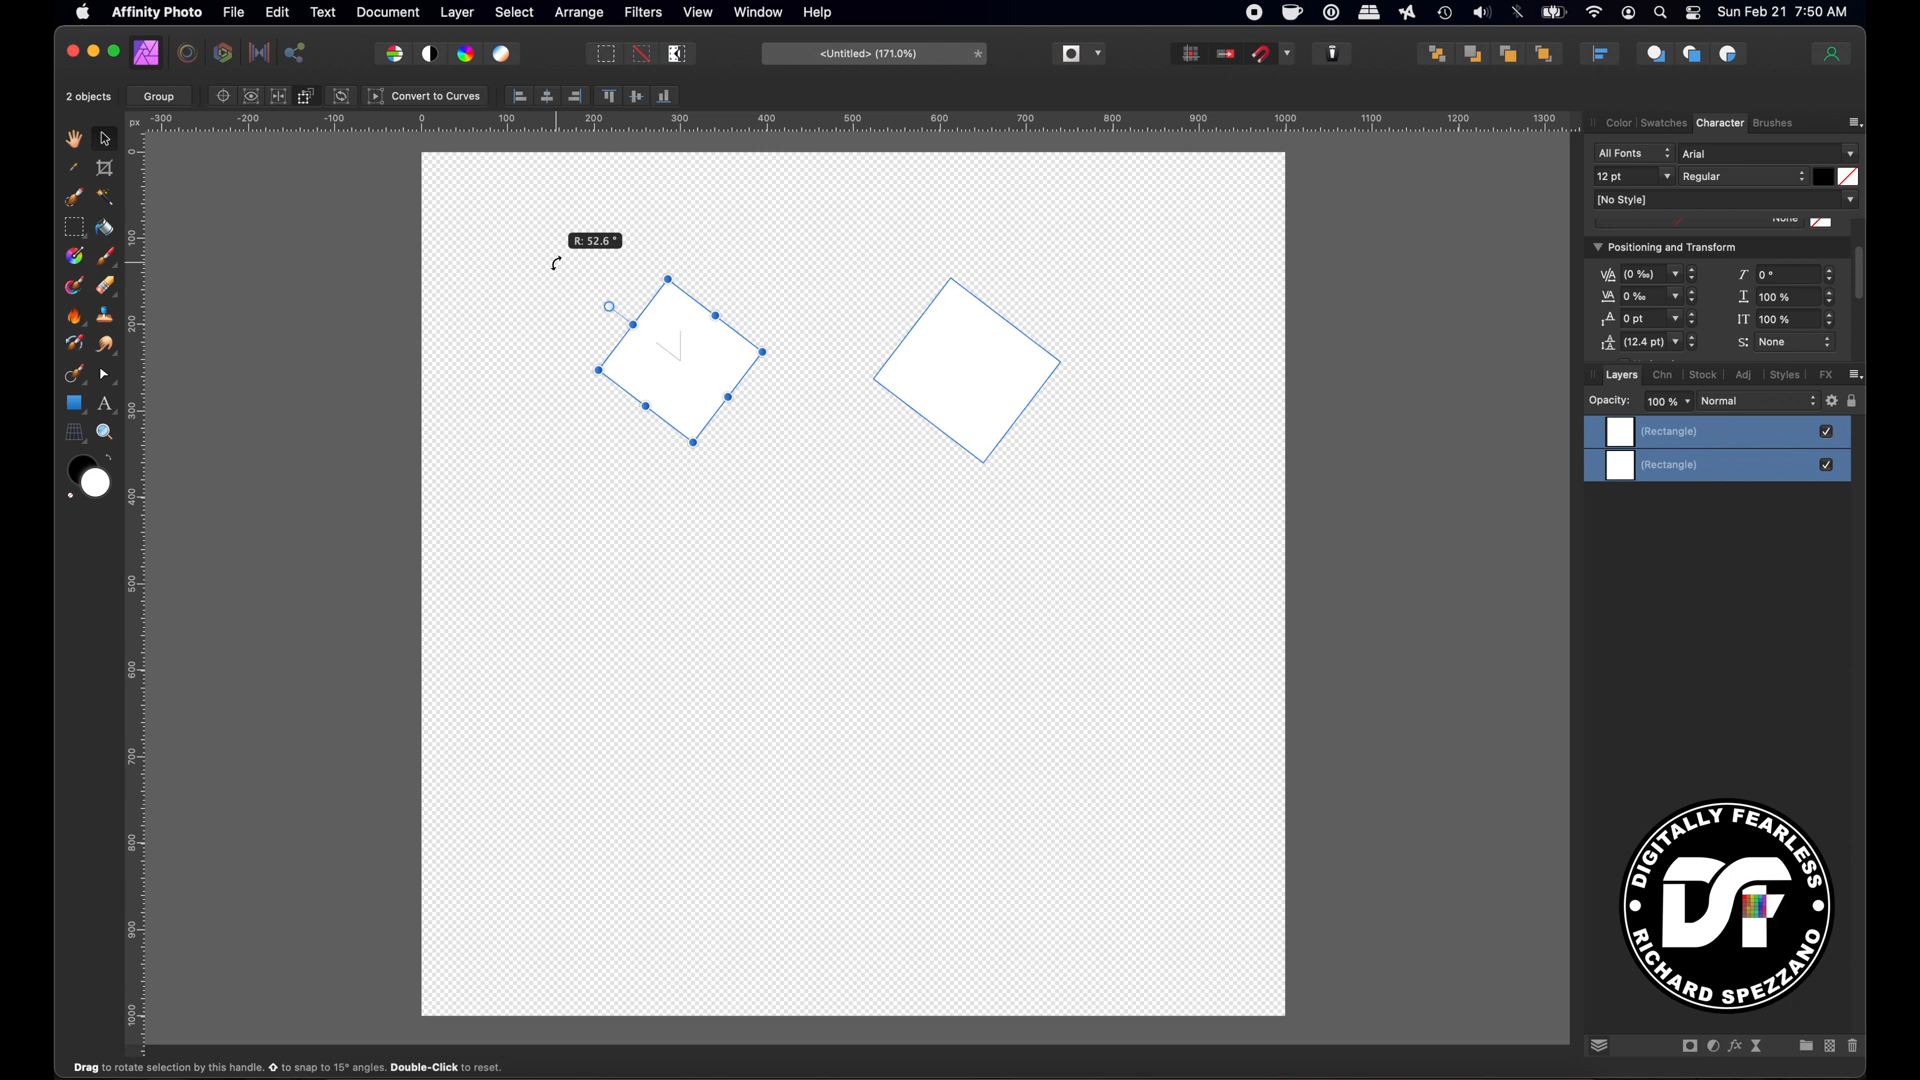 Affinity Photo File Edit Text Document Layer Select Arrange Filters View Window Help Sun Feb 21 7:50 AM
<Untitled> (171.0%) *
2 objects Group Convert to Curves
px -300 -200 -100 0 100 200 300 400 500 600 700 800 900 1000 1100 1200 1300
0
100
200
300
400
500
600
700
800
900
1000
R: 52.6 °
Color Swatches Character Brushes
All Fonts Arial
12 pt Regular
[No Style]
None
Positioning and Transform
(0 ‰) 0 °
0 ‰ 100 %
0 pt 100 %
(12.4 pt) None
Layers Chn Stock Adj Styles FX
Opacity: 100 % Normal
(Rectangle)
(Rectangle)
DIGITALLY FEARLESS
DF
RICHARD SPEZZANO
Drag to rotate selection by this handle. ⇧ to snap to 15° angles. Double-Click to reset.